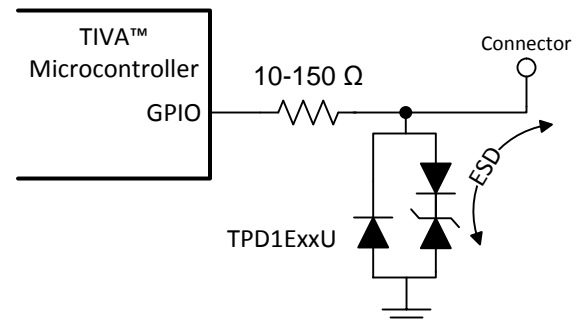 TIVA™
Microcontroller
GPIO
10-150 Ω
Connector
ESD
TPD1ExxU